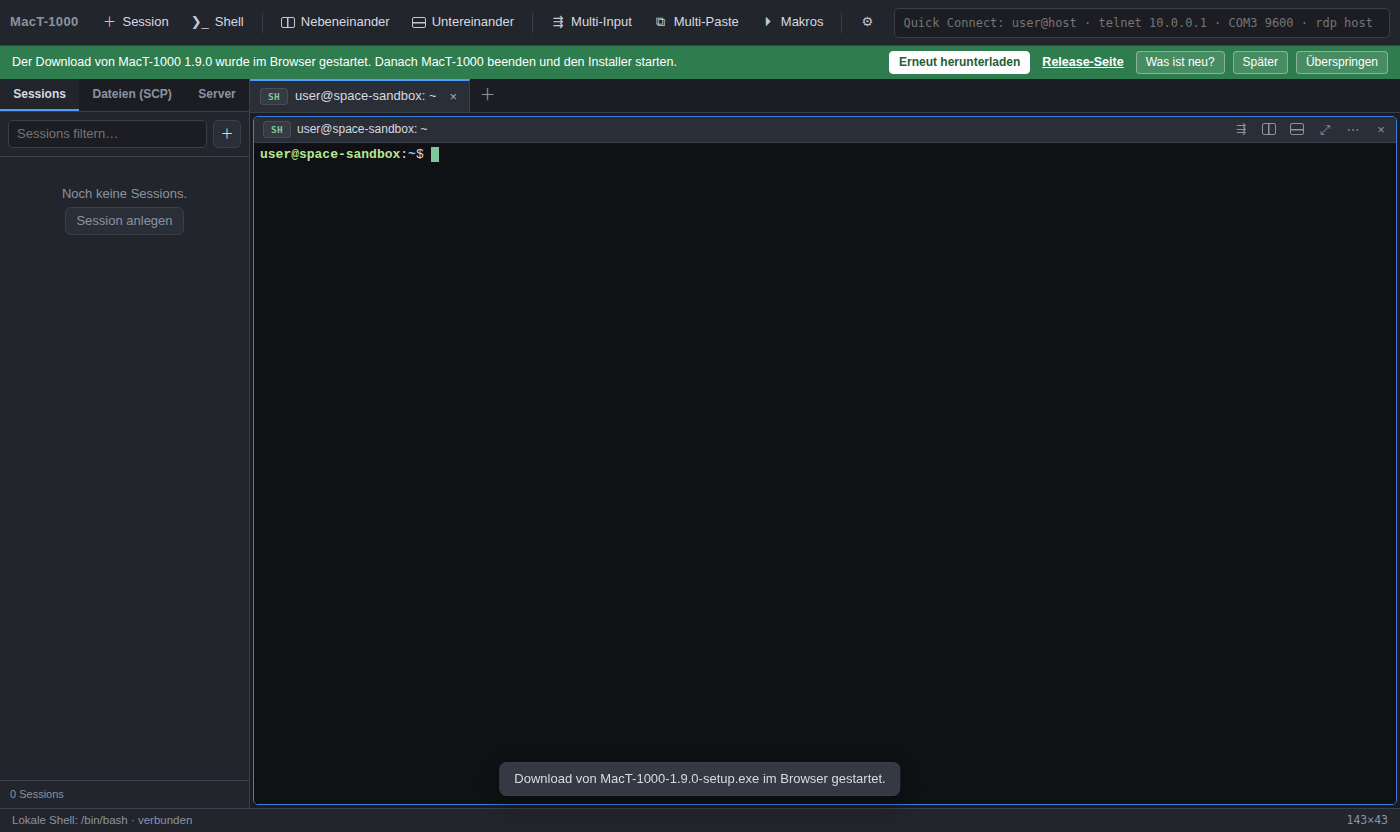 MacT-1000 + Session ❯_ Shell Nebeneinander Untereinander Multi-Input Multi-Paste Makros Quick Connect: user@host · telnet 10.0.0.1 · COM3 9600 · rdp host
Der Download von MacT-1000 1.9.0 wurde im Browser gestartet. Danach MacT-1000 beenden und den Installer starten. Erneut herunterladen Release-Seite Was ist neu? Später Überspringen
Sessions Dateien (SCP) Server SH user@space-sandbox: ~ × +
Sessions filtern… +
SH user@space-sandbox: ~ ⋯ ×
user@space-sandbox:~$
Noch keine Sessions.
Session anlegen
Download von MacT-1000-1.9.0-setup.exe im Browser gestartet.
0 Sessions
Lokale Shell: /bin/bash · verbunden 143×43